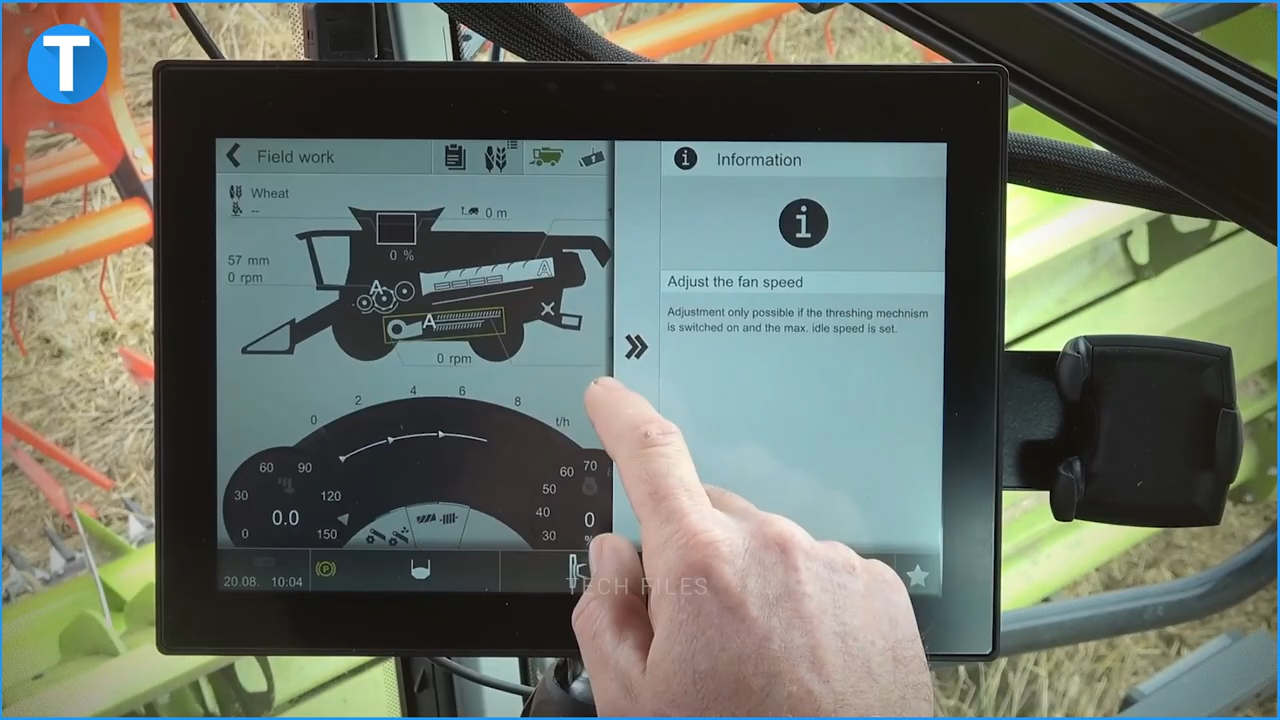 T
Field work
Information
Wheat
--
0 m
0 %
57 mm
0 rpm
A
A
A
0 rpm
Adjust the fan speed
Adjustment only possible if the threshing mechnism
is switched on and the max. idle speed is set.
0 2 4 6 8 t/h
0 30 60 90 120 150
0.0
30 40 50 60 70
0
%
20.08. 10:04
P
TECH FILES